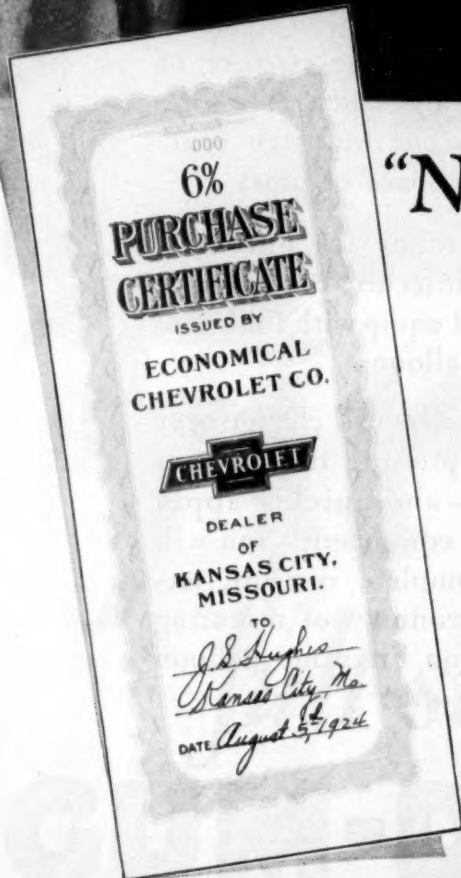 000
6%
PURCHASE
CERTIFICATE
ISSUED BY
ECONOMICAL
CHEVROLET CO.
CHEVROLET
DEALER
OF
KANSAS CITY,
MISSOURI.
TO
J. S. Hughes
Kansas City, Mo.
DATE August 5, 1924
"N